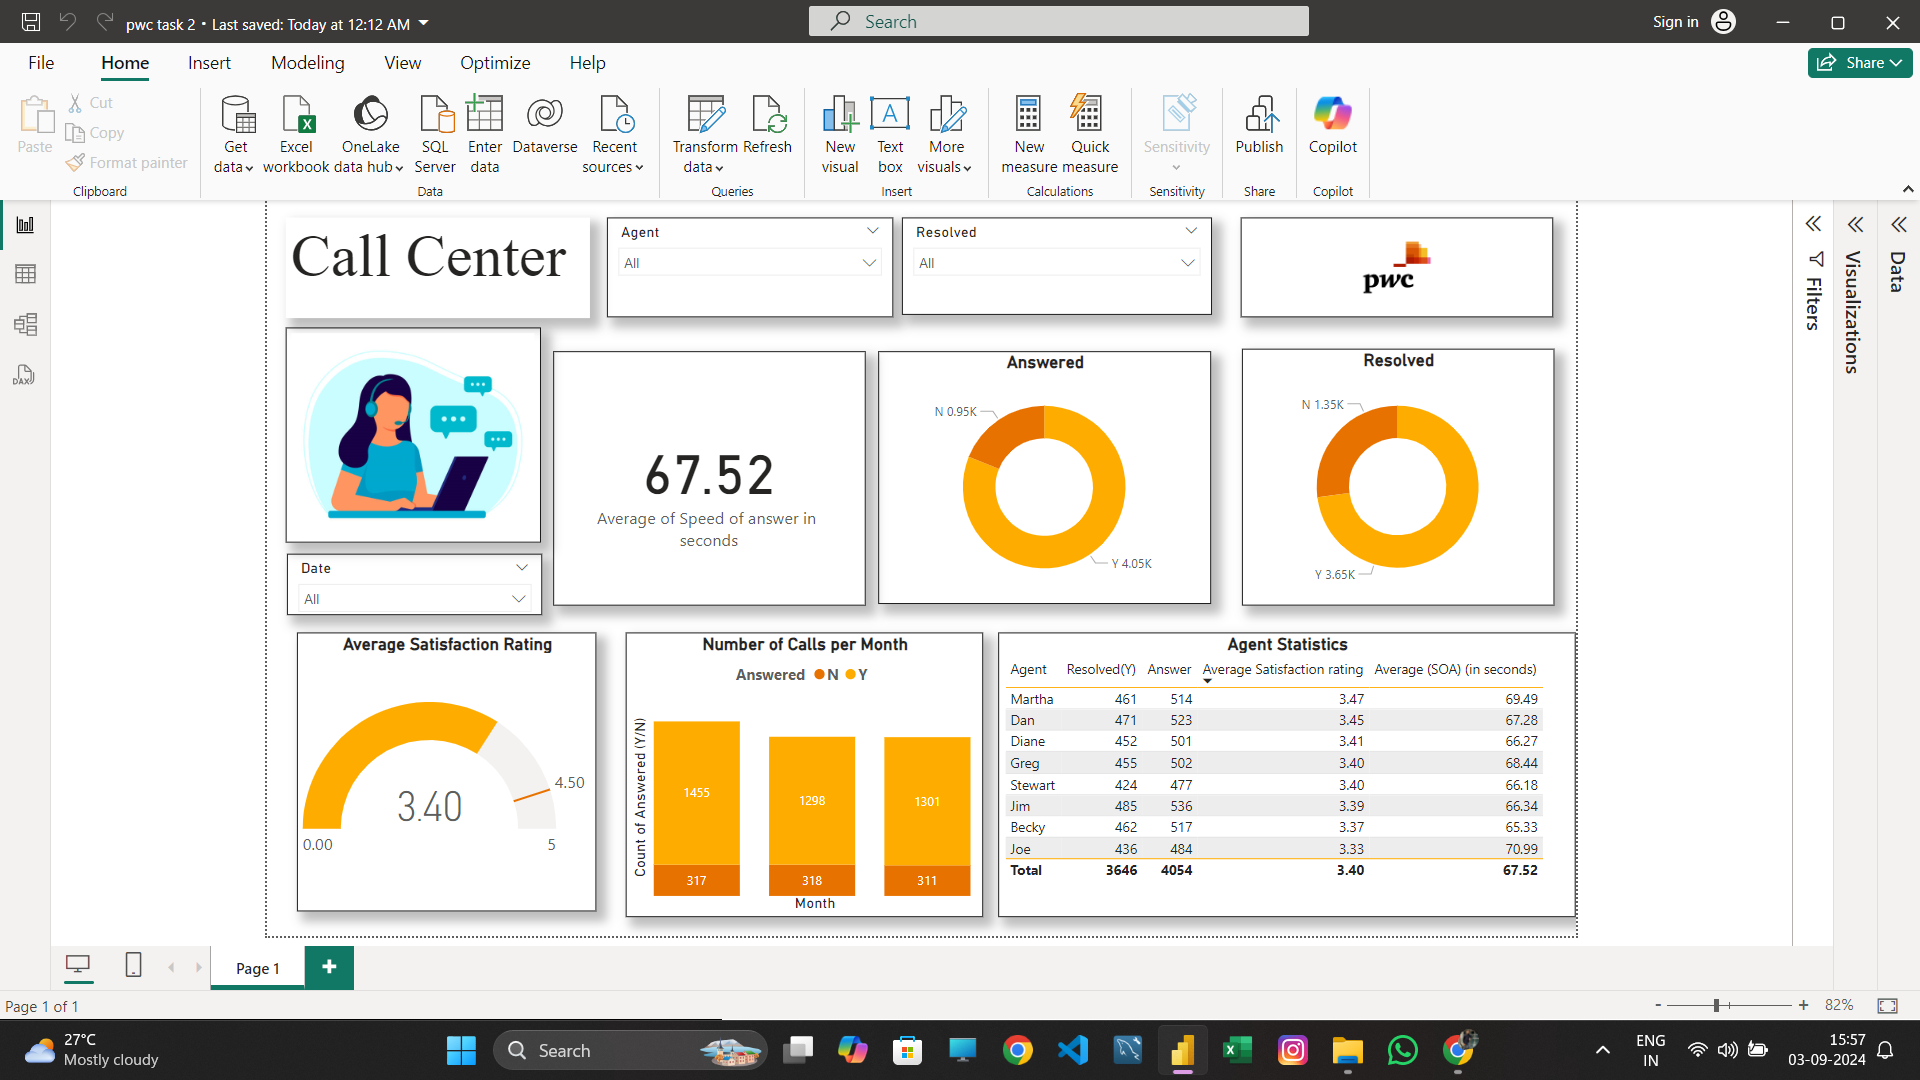 pwc task 2 • Last saved: Today at 12:12 AM
Search
Sign in
File Home Insert Modeling View Optimize Help
Share
Paste
Cut
Copy
Format painter
Clipboard
Get data
Excel workbook
OneLake data hub
SQL Server
Enter data
Dataverse
Recent sources
Data
Transform data
Refresh
Queries
New visual
Text box
More visuals
Insert
New measure
Quick measure
Calculations
Sensitivity
Sensitivity
Publish
Share
Copilot
Copilot
Call Center
Agent
All
Resolved
All
pwc
Filters
Visualizations
Data
DAX
67.52
Average of Speed of answer in
seconds
Answered
N 0.95K
Y 4.05K
Resolved
N 1.35K
Y 3.65K
Date
All
Average Satisfaction Rating
3.40
4.50
0.00
5
Number of Calls per Month
Answered N Y
Count of Answered (Y/N)
1455 1298 1301
317 318 311
Month
Agent Statistics
Agent Resolved(Y) Answer Average Satisfaction rating Average (SOA) (in seconds)
Martha 461 514 3.47 69.49
Dan 471 523 3.45 67.28
Diane 452 501 3.41 66.27
Greg 455 502 3.40 68.44
Stewart 424 477 3.40 66.18
Jim 485 536 3.39 66.34
Becky 462 517 3.37 65.33
Joe 436 484 3.33 70.99
Total 3646 4054 3.40 67.52
Page 1
Page 1 of 1
- + 82%
27°C
Mostly cloudy
Search
ENG
IN
15:57
03-09-2024